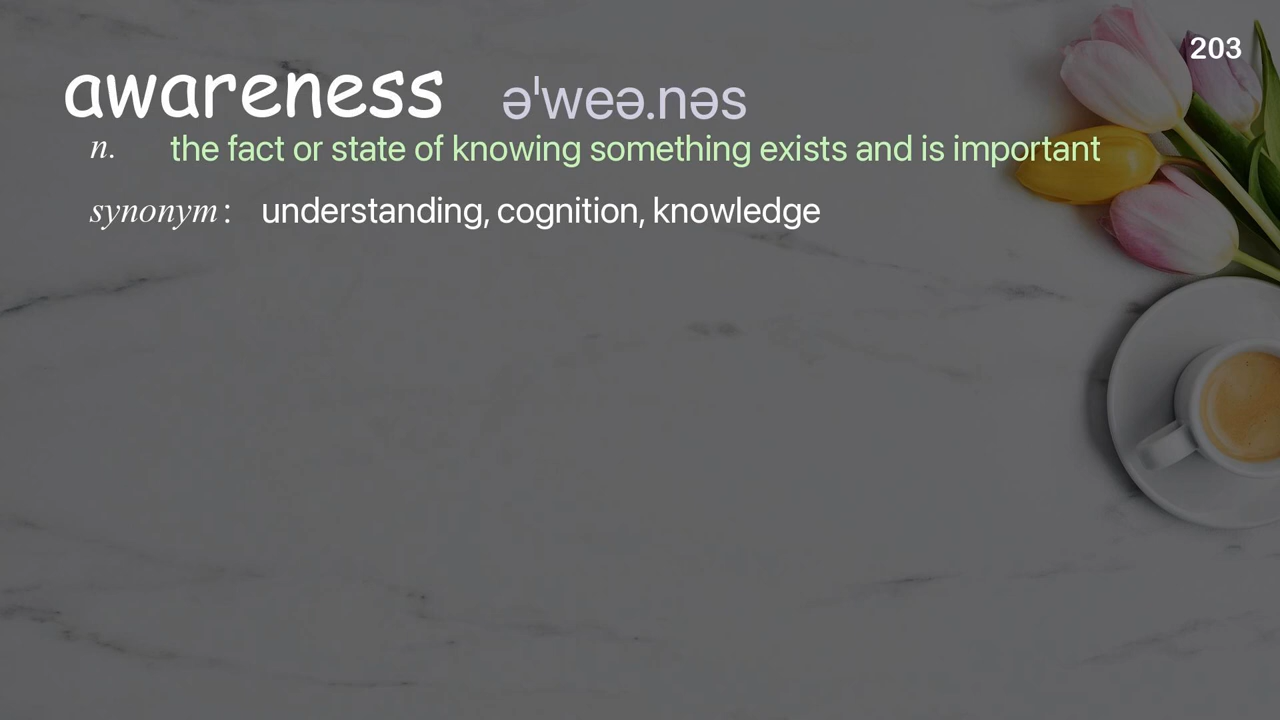 203
awareness əˈweə.nəs
n. the fact or state of knowing something exists and is important
synonym: understanding, cognition, knowledge